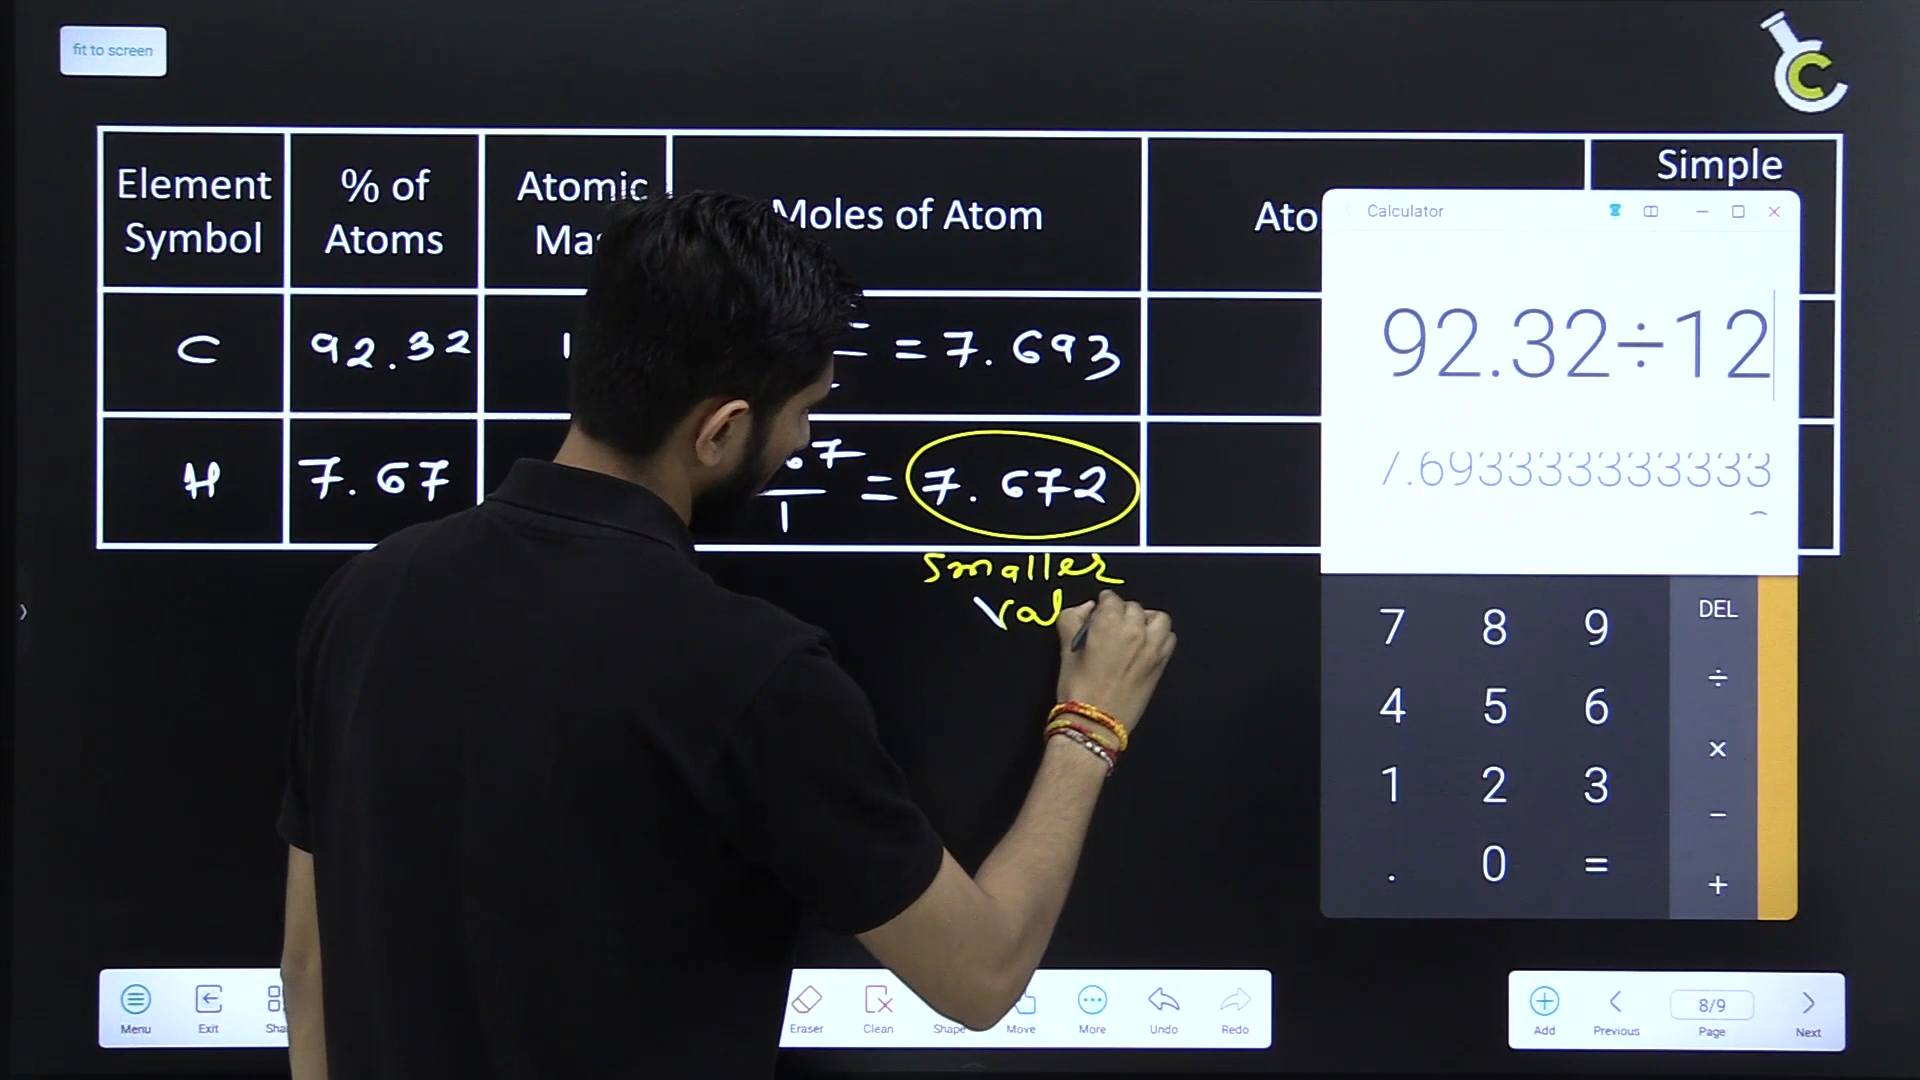 fit to screen
Element
Symbol
% of
Atoms
Atomic
Moles of Atom
Simple
Calculator
92.32÷12
7.6933333333333
C
92.32
= 7.693
H
7.67
1
= 7.672
Smaller
7 8 9 DEL
÷
4 5 6
×
1 2 3
−
. 0 =
+
Menu
Exit
Eraser
Clean
Shape
Move
More
Undo
Redo
Add
Previous
8/9
Page
Next